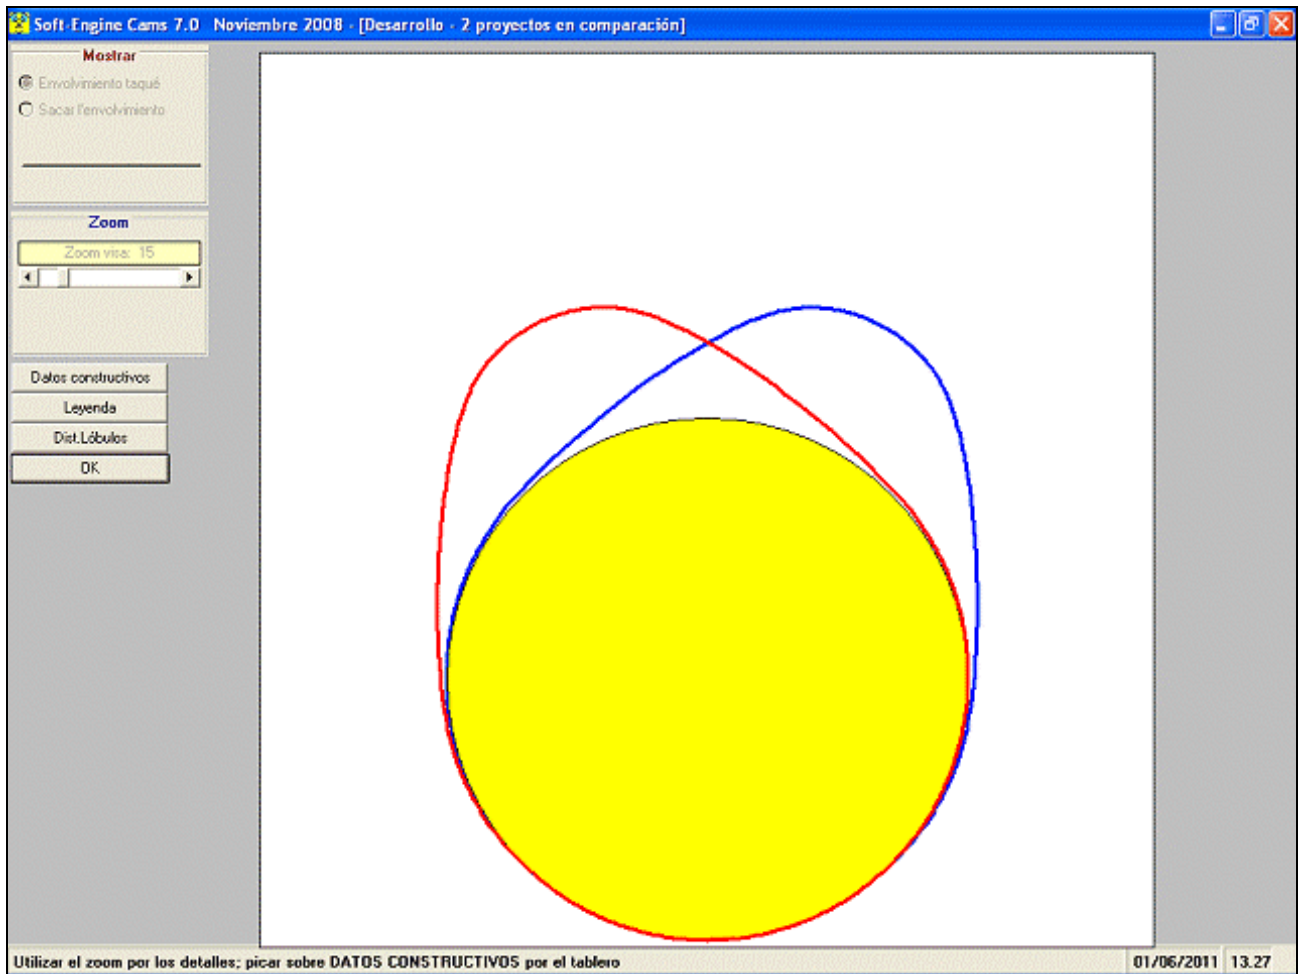 Soft-Engine Cams 7.0 Noviembre 2008 - [Desarrollo - 2 proyectos en comparación]
Mostrar
Envolvimiento taqué
Sacar l'envolvimiento
Zoom
Zoom visa: 15
Datos constructivos
Leyenda
Dist.Lóbulos
OK
Utilizar el zoom por los detalles; picar sobre DATOS CONSTRUCTIVOS por el tablero
01/06/2011 13.27